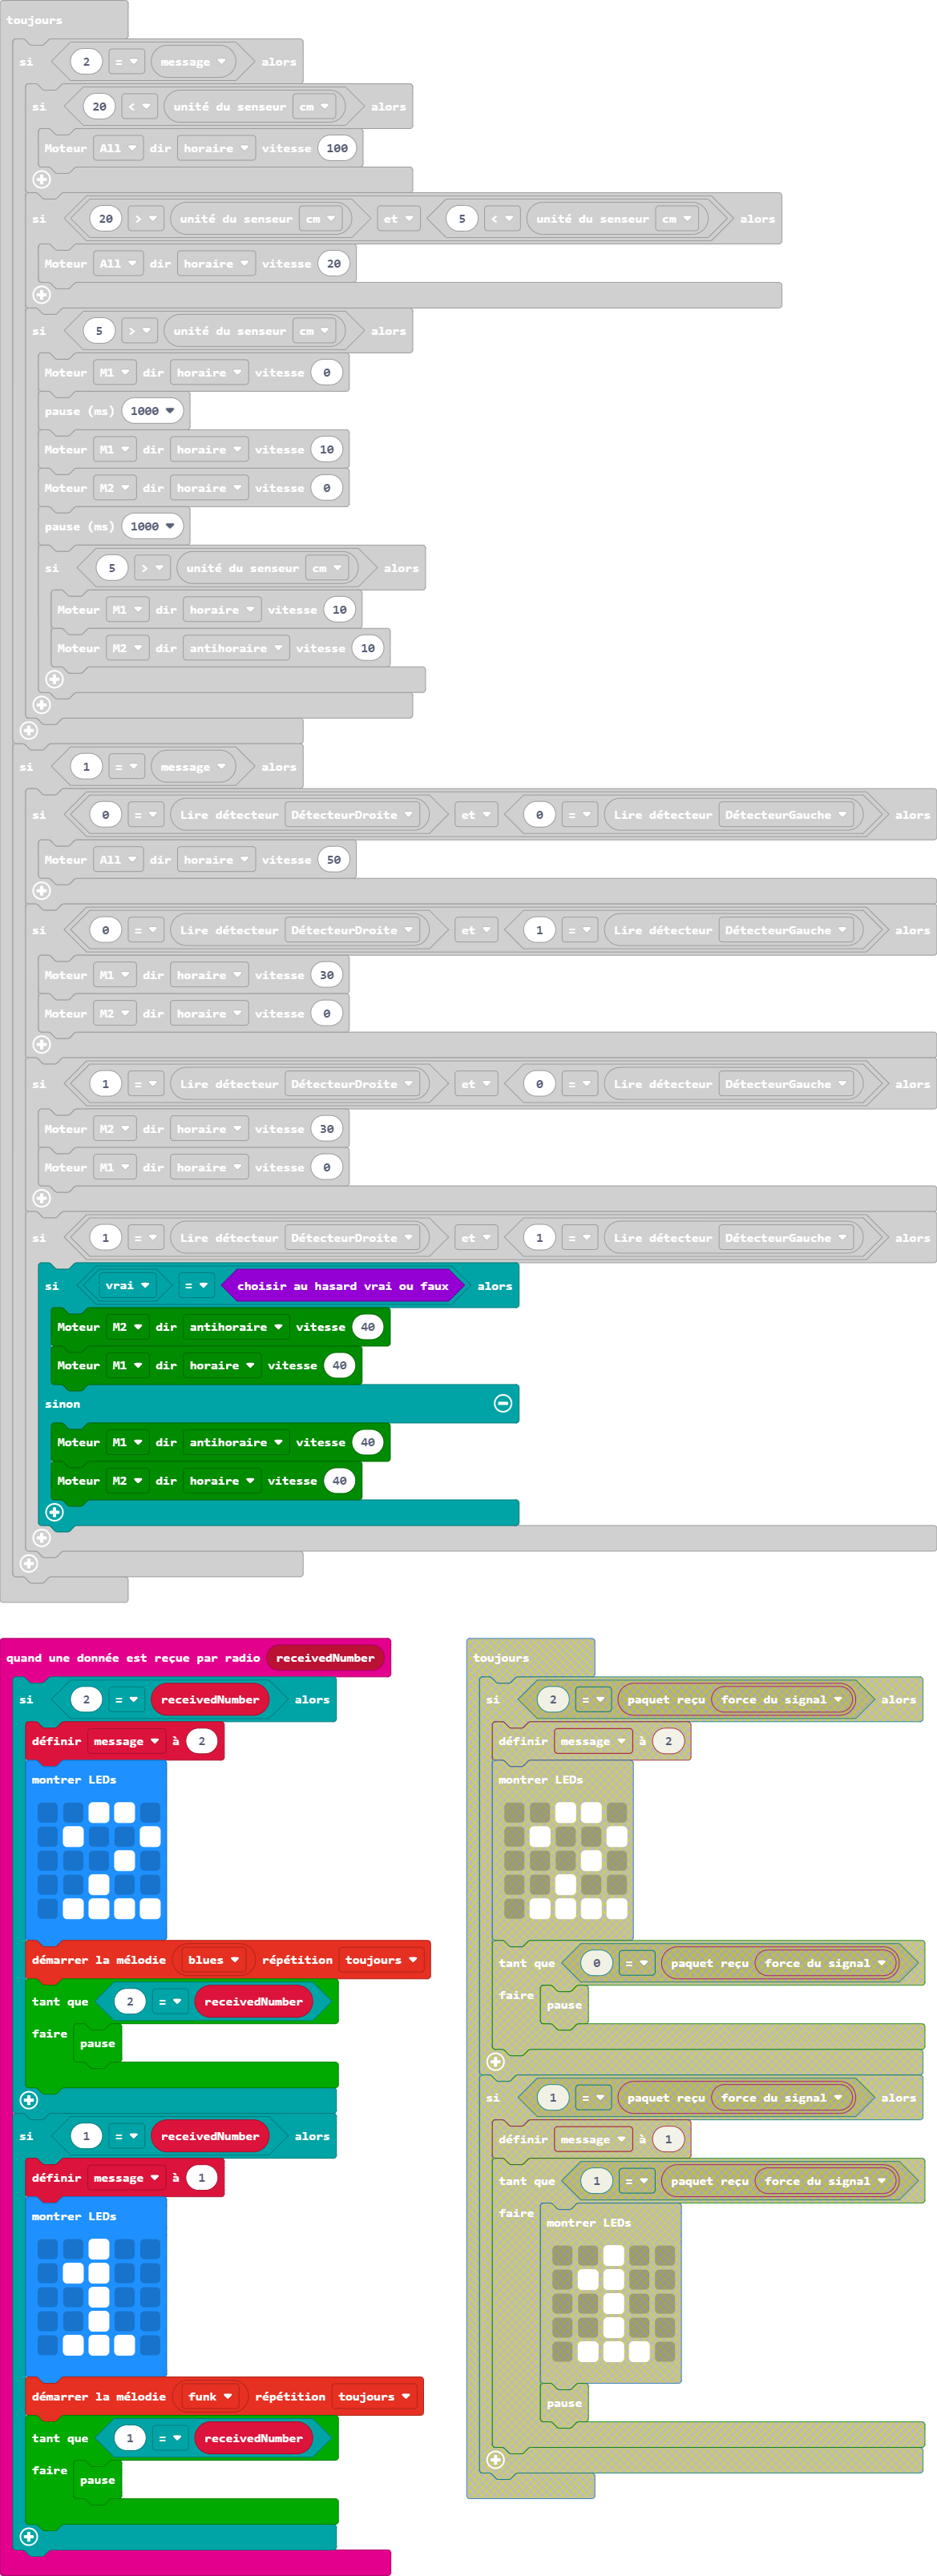 toujours
si 2 = message alors
si 20 < unité du senseur cm alors
Moteur All dir horaire vitesse 100
si 20 > unité du senseur cm et 5 < unité du senseur cm alors
Moteur All dir horaire vitesse 20
si 5 > unité du senseur cm alors
Moteur M1 dir horaire vitesse 0
pause (ms) 1000
Moteur M1 dir horaire vitesse 10
Moteur M2 dir horaire vitesse 0
pause (ms) 1000
si 5 > unité du senseur cm alors
Moteur M1 dir horaire vitesse 10
Moteur M2 dir antihoraire vitesse 10
si 1 = message alors
si 0 = Lire détecteur DétecteurDroite et 0 = Lire détecteur DétecteurGauche alors
Moteur All dir horaire vitesse 50
si 0 = Lire détecteur DétecteurDroite et 1 = Lire détecteur DétecteurGauche alors
Moteur M1 dir horaire vitesse 30
Moteur M2 dir horaire vitesse 0
si 1 = Lire détecteur DétecteurDroite et 0 = Lire détecteur DétecteurGauche alors
Moteur M2 dir horaire vitesse 30
Moteur M1 dir horaire vitesse 0
si 1 = Lire détecteur DétecteurDroite et 1 = Lire détecteur DétecteurGauche alors
si vrai = choisir au hasard vrai ou faux alors
Moteur M2 dir antihoraire vitesse 40
Moteur M1 dir horaire vitesse 40
sinon
Moteur M1 dir antihoraire vitesse 40
Moteur M2 dir horaire vitesse 40
quand une donnée est reçue par radio receivedNumber
si 2 = receivedNumber alors
définir message à 2
montrer LEDs
démarrer la mélodie blues répétition toujours
tant que 2 = receivedNumber
faire
pause
si 1 = receivedNumber alors
définir message à 1
montrer LEDs
démarrer la mélodie funk répétition toujours
tant que 1 = receivedNumber
faire
pause
toujours
si 2 = paquet reçu force du signal alors
définir message à 2
montrer LEDs
tant que 0 = paquet reçu force du signal
faire
pause
si 1 = paquet reçu force du signal alors
définir message à 1
tant que 1 = paquet reçu force du signal
faire
montrer LEDs
pause